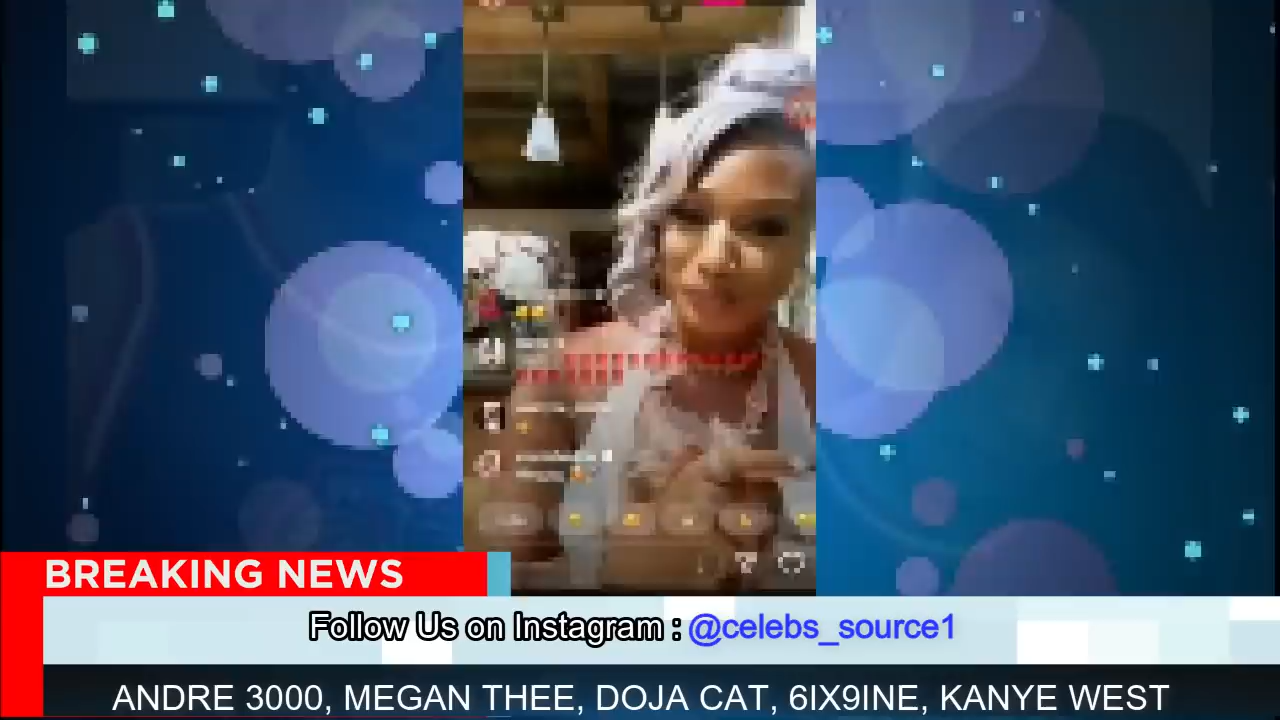 BREAKING NEWS
Follow Us on Instagram : @celebs_source1
ANDRE 3000, MEGAN THEE, DOJA CAT, 6IX9INE, KANYE WEST